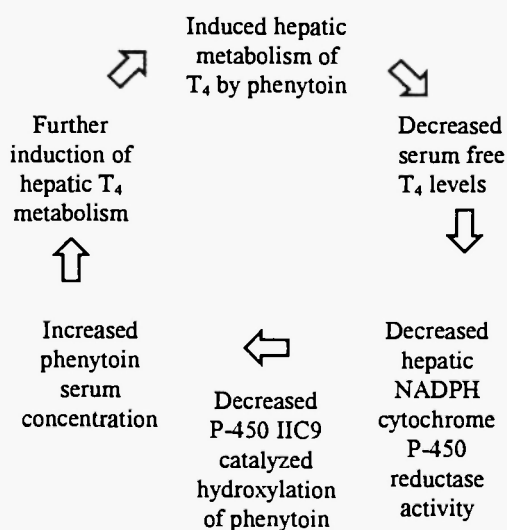 Induced hepatic
metabolism of
T₄ by phenytoin
Decreased
serum free
T₄ levels
Decreased
hepatic
NADPH
cytochrome
P-450
reductase
activity
Decreased
P-450 IIC9
catalyzed
hydroxylation
of phenytoin
Increased
phenytoin
serum
concentration
Further
induction of
hepatic T₄
metabolism